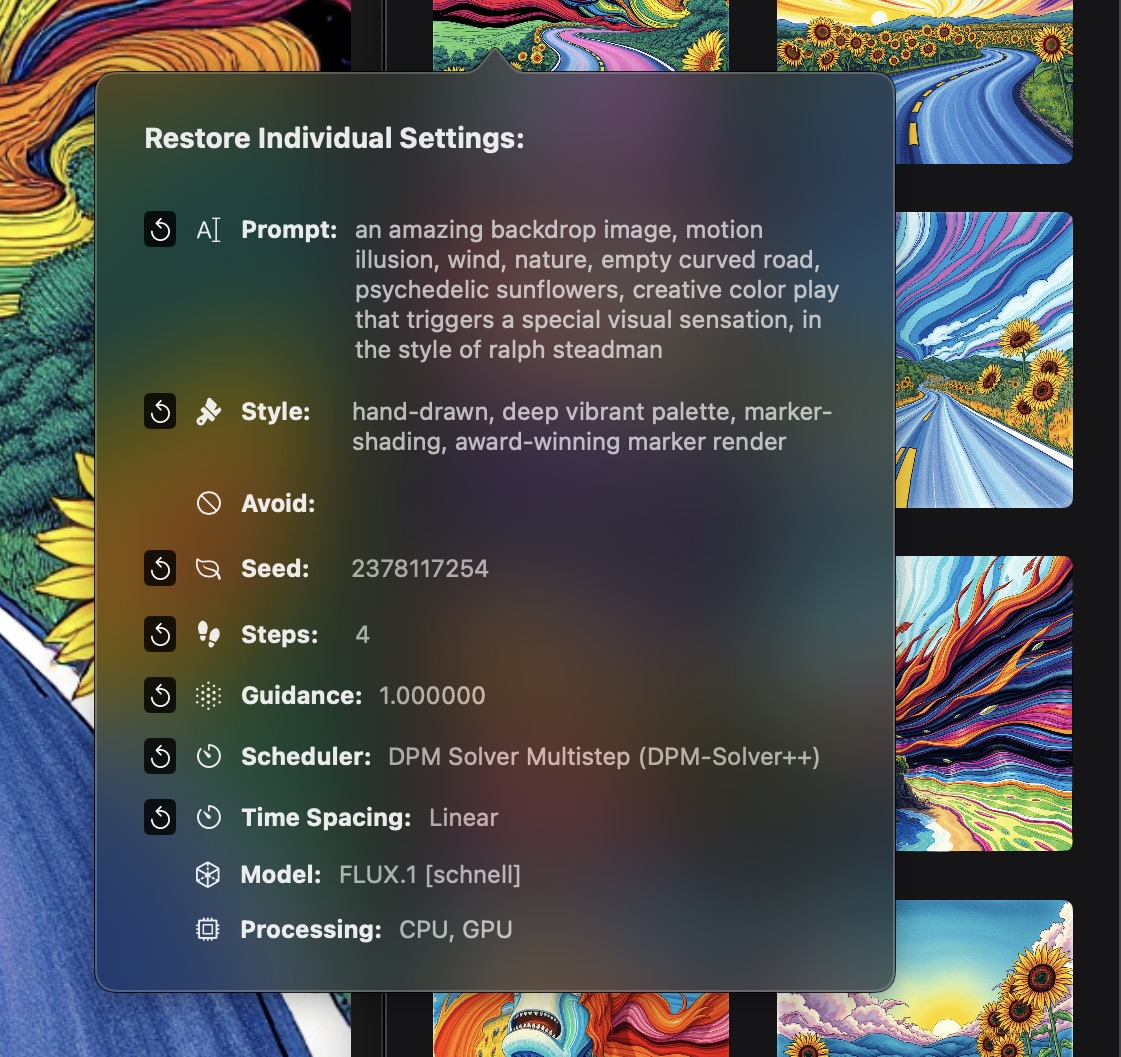 Restore Individual Settings:
Prompt: an amazing backdrop image, motion
illusion, wind, nature, empty curved road,
psychedelic sunflowers, creative color play
that triggers a special visual sensation, in
the style of ralph steadman
Style: hand-drawn, deep vibrant palette, marker-
shading, award-winning marker render
Avoid:
Seed: 2378117254
Steps: 4
Guidance: 1.000000
Scheduler: DPM Solver Multistep (DPM-Solver++)
Time Spacing: Linear
Model: FLUX.1 [schnell]
Processing: CPU, GPU